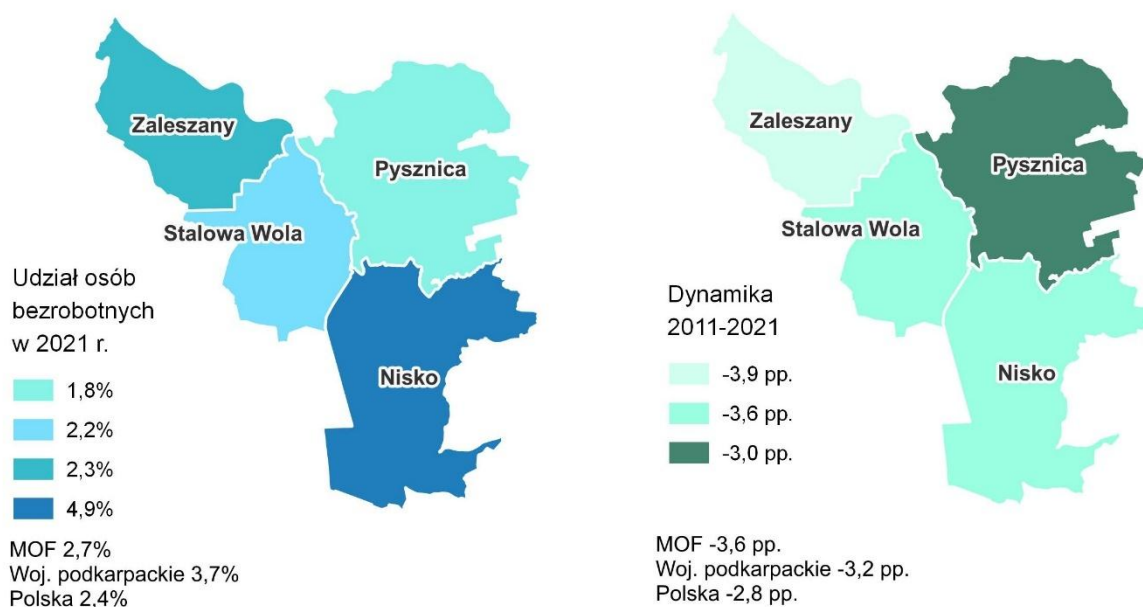 Zaleszany
Pysznica
Stalowa Wola
Nisko
Udział osób
bezrobotnych
w 2021 r.
1,8%
2,2%
2,3%
4,9%
MOF 2,7%
Woj. podkarpackie 3,7%
Polska 2,4%
Zaleszany
Pysznica
Stalowa Wola
Nisko
Dynamika
2011-2021
-3,9 pp.
-3,6 pp.
-3,0 pp.
MOF -3,6 pp.
Woj. podkarpackie -3,2 pp.
Polska -2,8 pp.